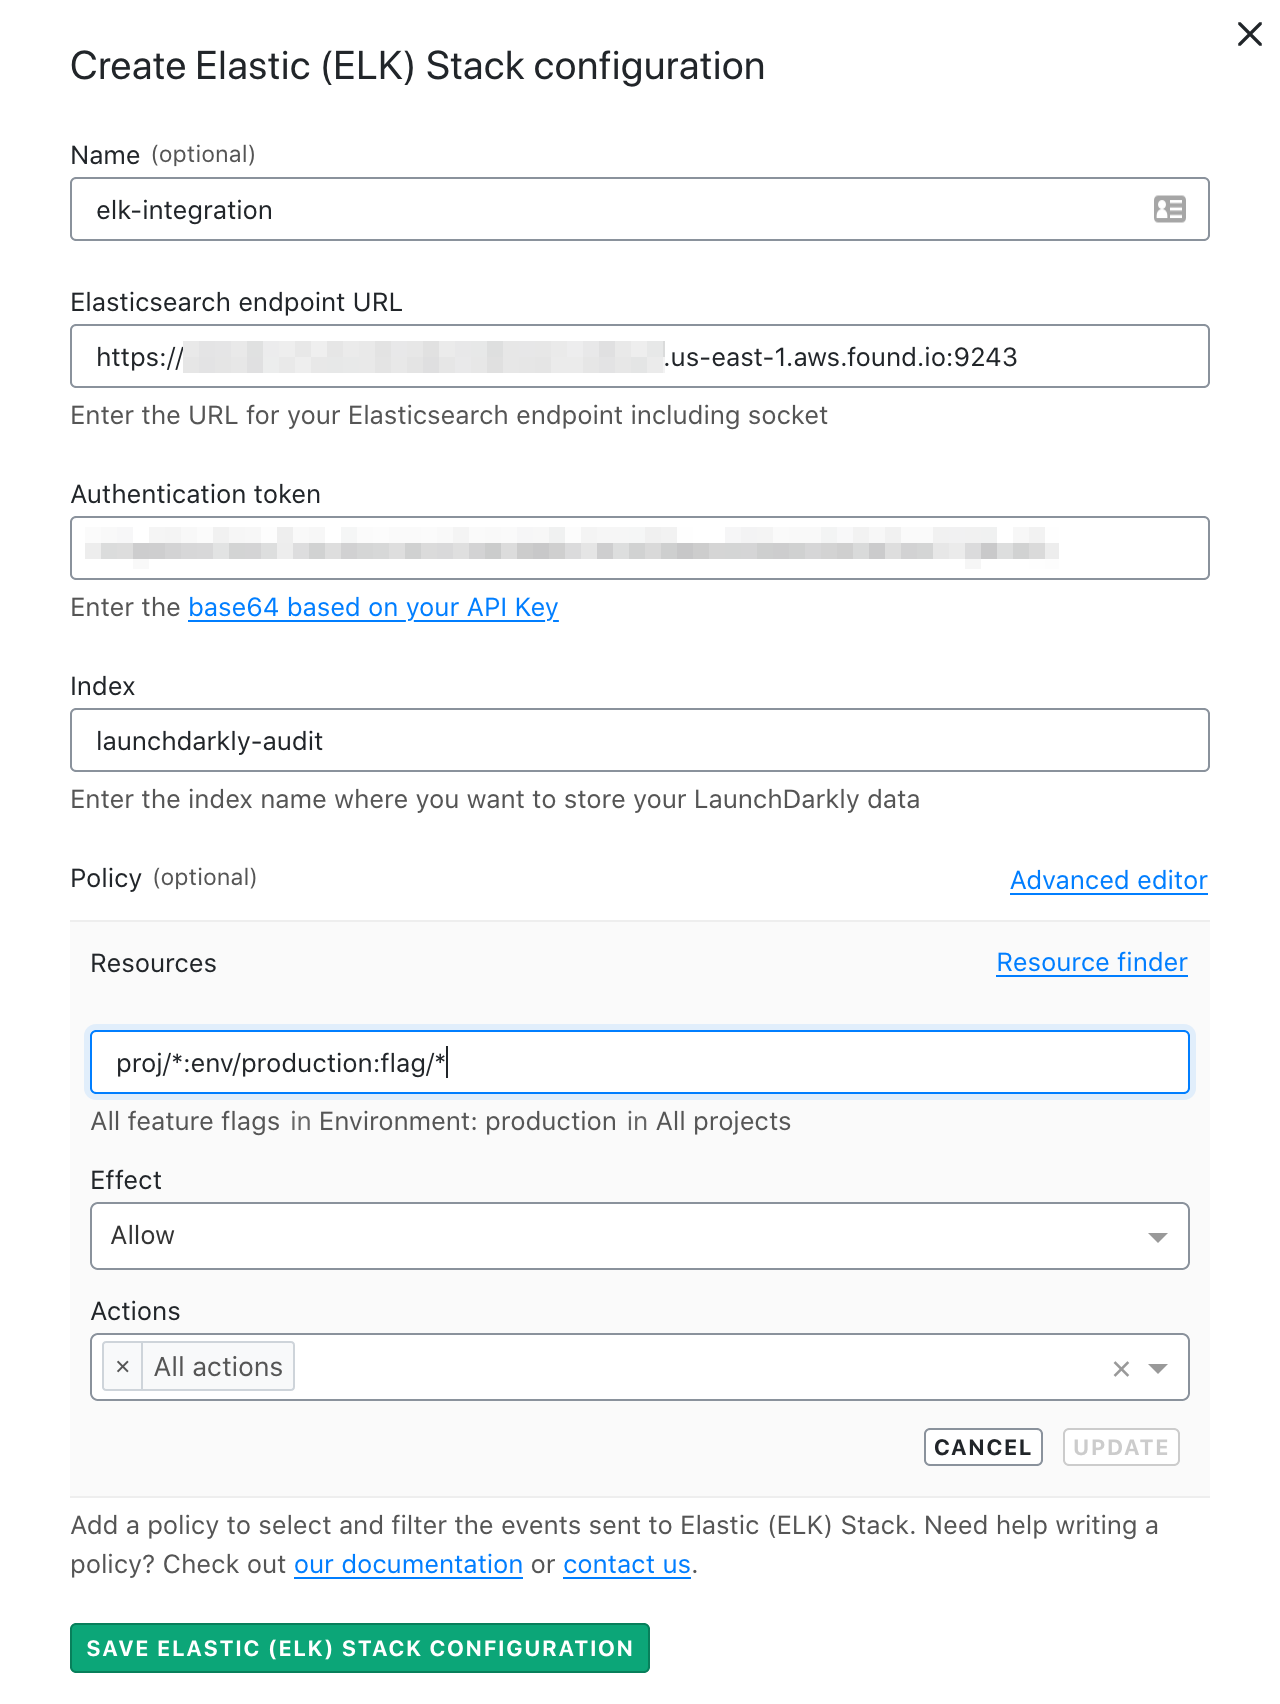 Create Elastic (ELK) Stack configuration
Name (optional)
elk-integration
Elasticsearch endpoint URL
https://
.us-east-1.aws.found.io:9243
Enter the URL for your Elasticsearch endpoint including socket
Authentication token
Enter the base64 based on your API Key
Index
launchdarkly-audit
Enter the index name where you want to store your LaunchDarkly data
Policy (optional)
Advanced editor
Resources
Resource finder
proj/*:env/production:flag/*
All feature flags in Environment: production in All projects
Effect
Allow
Actions
× All actions
CANCEL
UPDATE
Add a policy to select and filter the events sent to Elastic (ELK) Stack. Need help writing a
policy? Check out our documentation or contact us.
SAVE ELASTIC (ELK) STACK CONFIGURATION